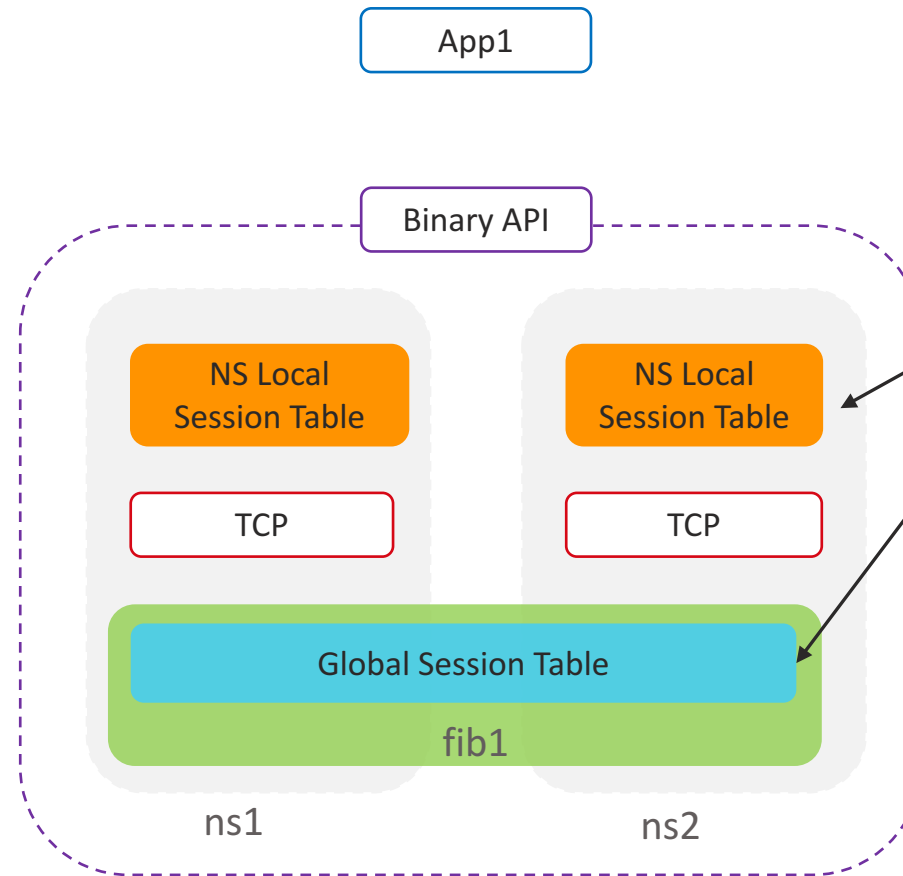 App1
Binary API
NS Local
Session Table
NS Local
Session Table
TCP
TCP
Global Session Table
fib1
ns1
ns2